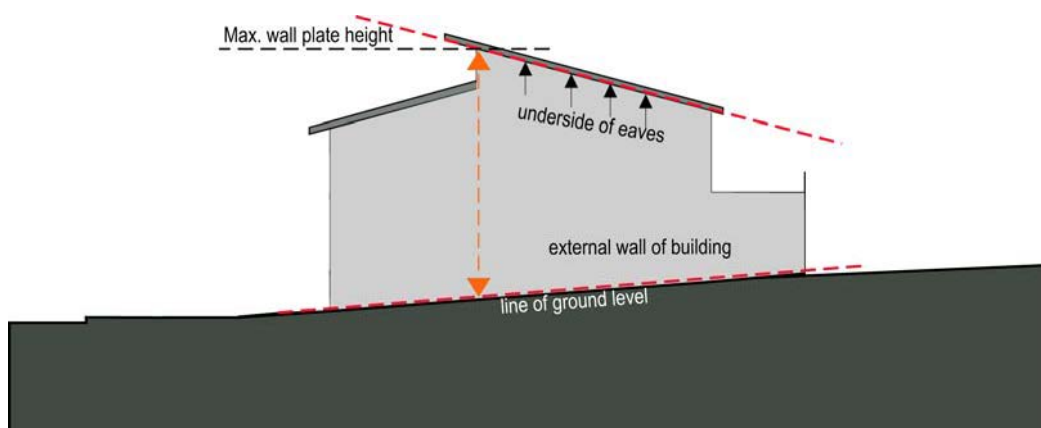 Max. wall plate height
underside of eaves
external wall of building
line of ground level